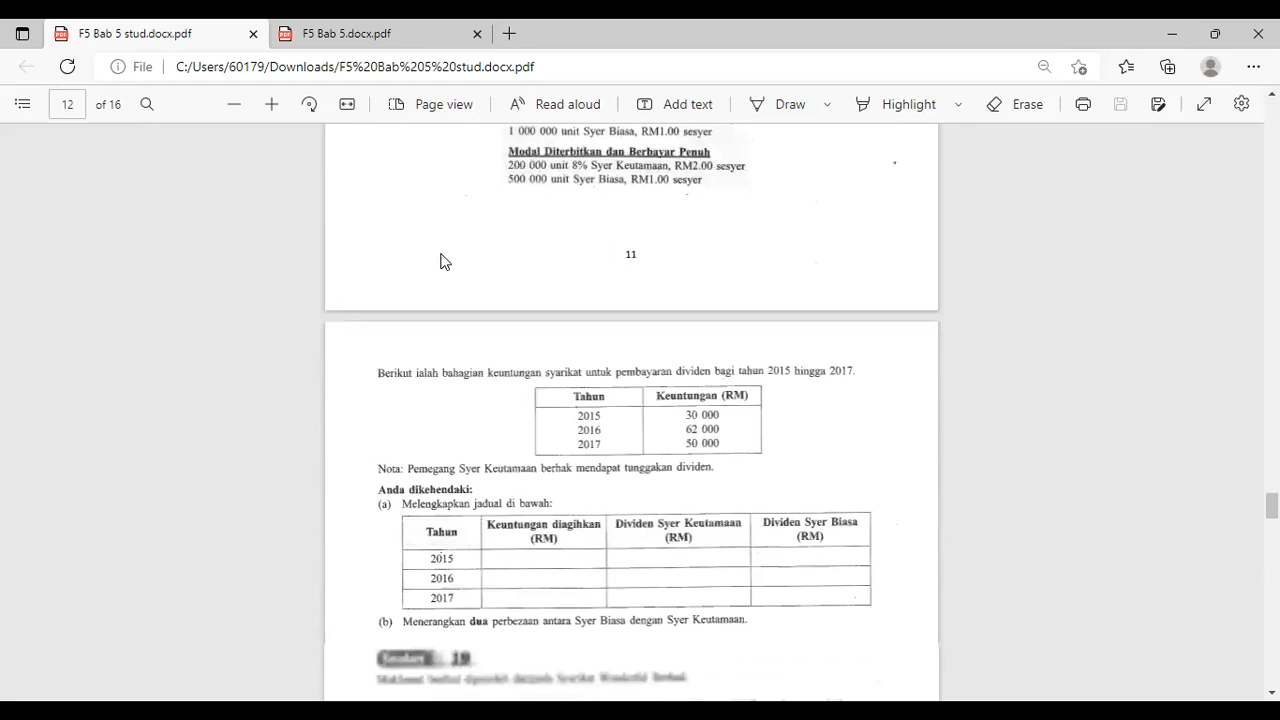 F5 Bab 5 stud.docx.pdf
F5 Bab 5.docx.pdf
File
C:/Users/60179/Downloads/F5%20Bab%205%20stud.docx.pdf
12 of 16
Page view
Read aloud
Add text
Draw
Highlight
Erase
1 000 000 unit Syer Biasa, RM1.00 sesyer
Modal Diterbitkan dan Berbayar Penuh
200 000 unit 8% Syer Keutamaan, RM2.00 sesyer
500 000 unit Syer Biasa, RM1.00 sesyer
11
Berikut ialah bahagian keuntungan syarikat untuk pembayaran dividen bagi tahun 2015 hingga 2017.
Tahun Keuntungan (RM)
2015 30 000
2016 62 000
2017 50 000
Nota: Pemegang Syer Keutamaan berhak mendapat tunggakan dividen.
Anda dikehendaki:
(a) Melengkapkan jadual di bawah:
Tahun Keuntungan diagihkan (RM) Dividen Syer Keutamaan (RM) Dividen Syer Biasa (RM)
2015
2016
2017
(b) Menerangkan dua perbezaan antara Syer Biasa dengan Syer Keutamaan.
19